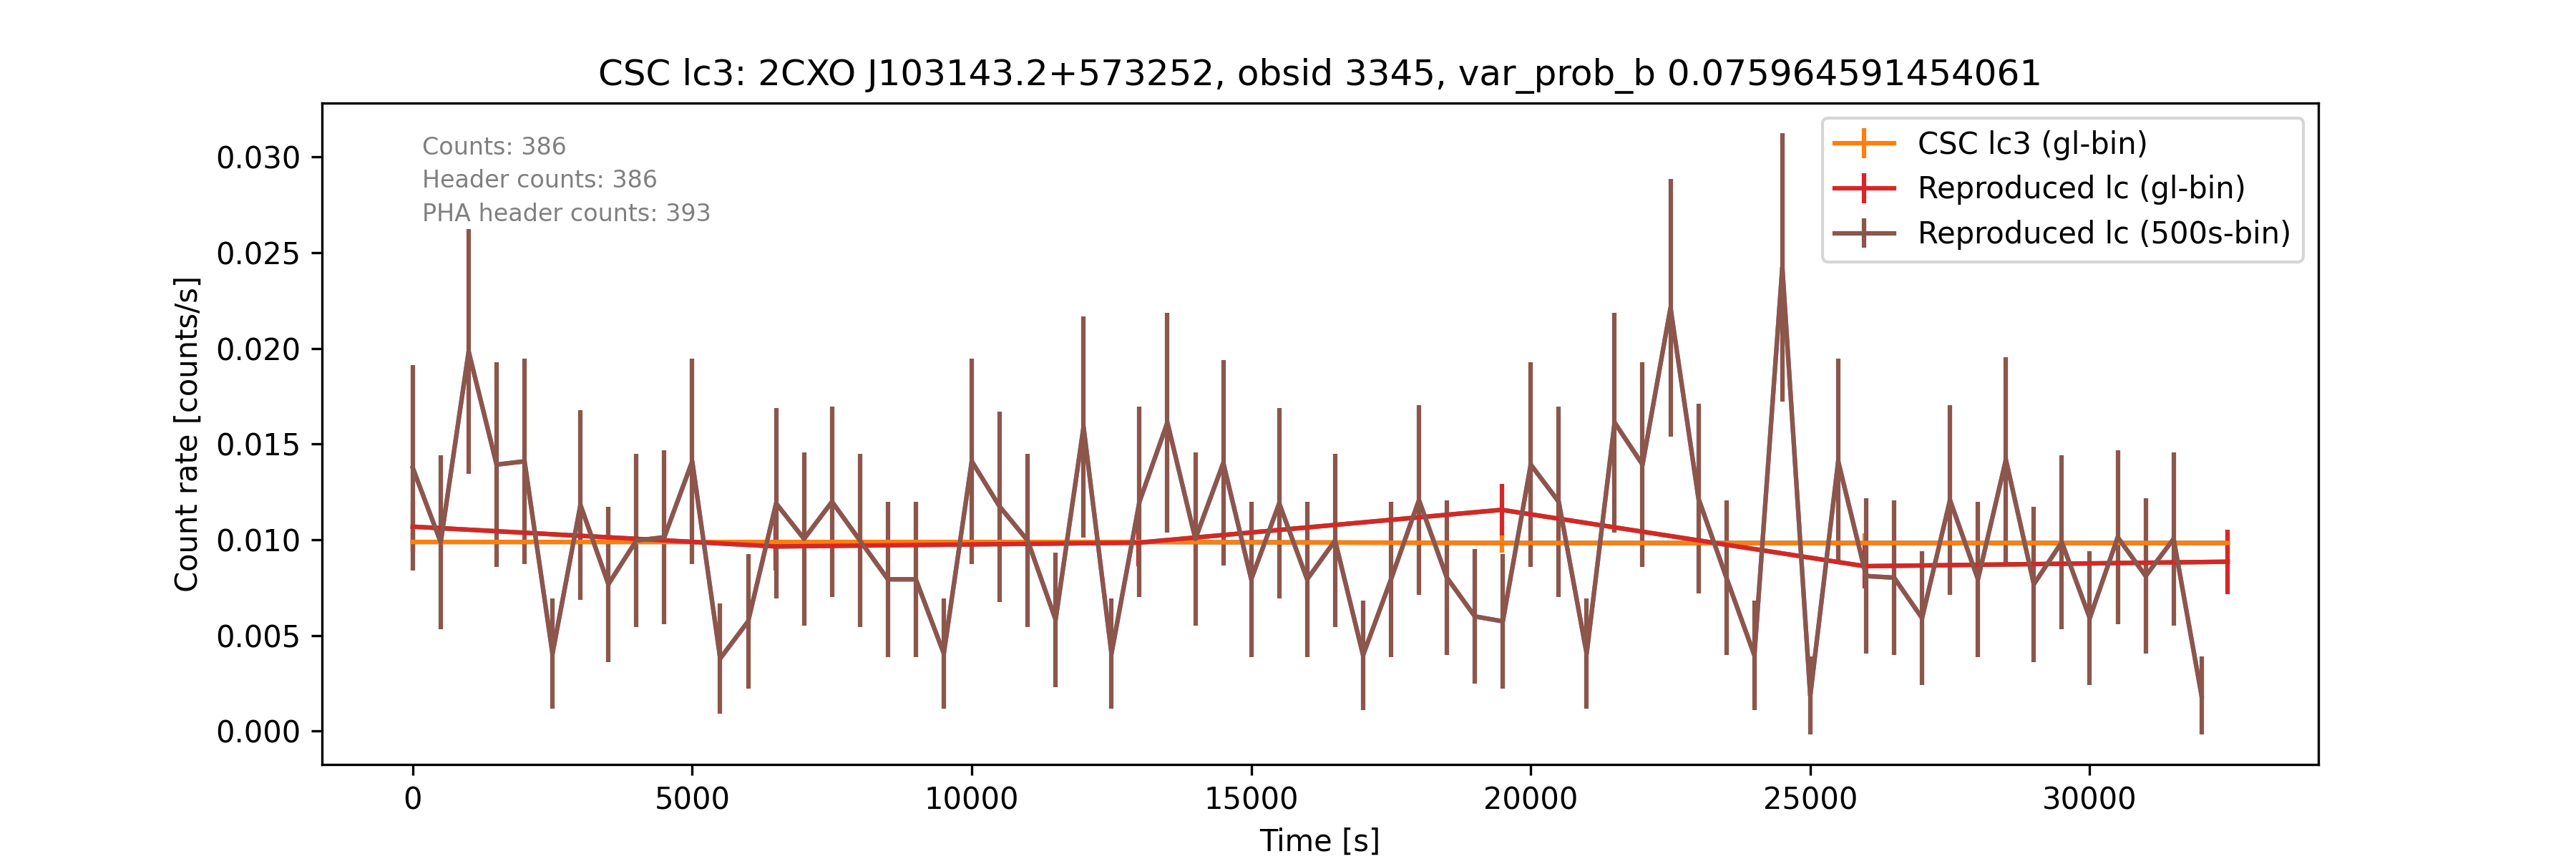 CSC lc3: 2CXO J103143.2+573252, obsid 3345, var_prob_b 0.075964591454061
Counts: 386
Header counts: 386
PHA header counts: 393
CSC lc3 (gl-bin)
Reproduced lc (gl-bin)
Reproduced lc (500s-bin)
Count rate [counts/s]
0.030
0.025
0.020
0.015
0.010
0.005
0.000
0 5000 10000 15000 20000 25000 30000
Time [s]